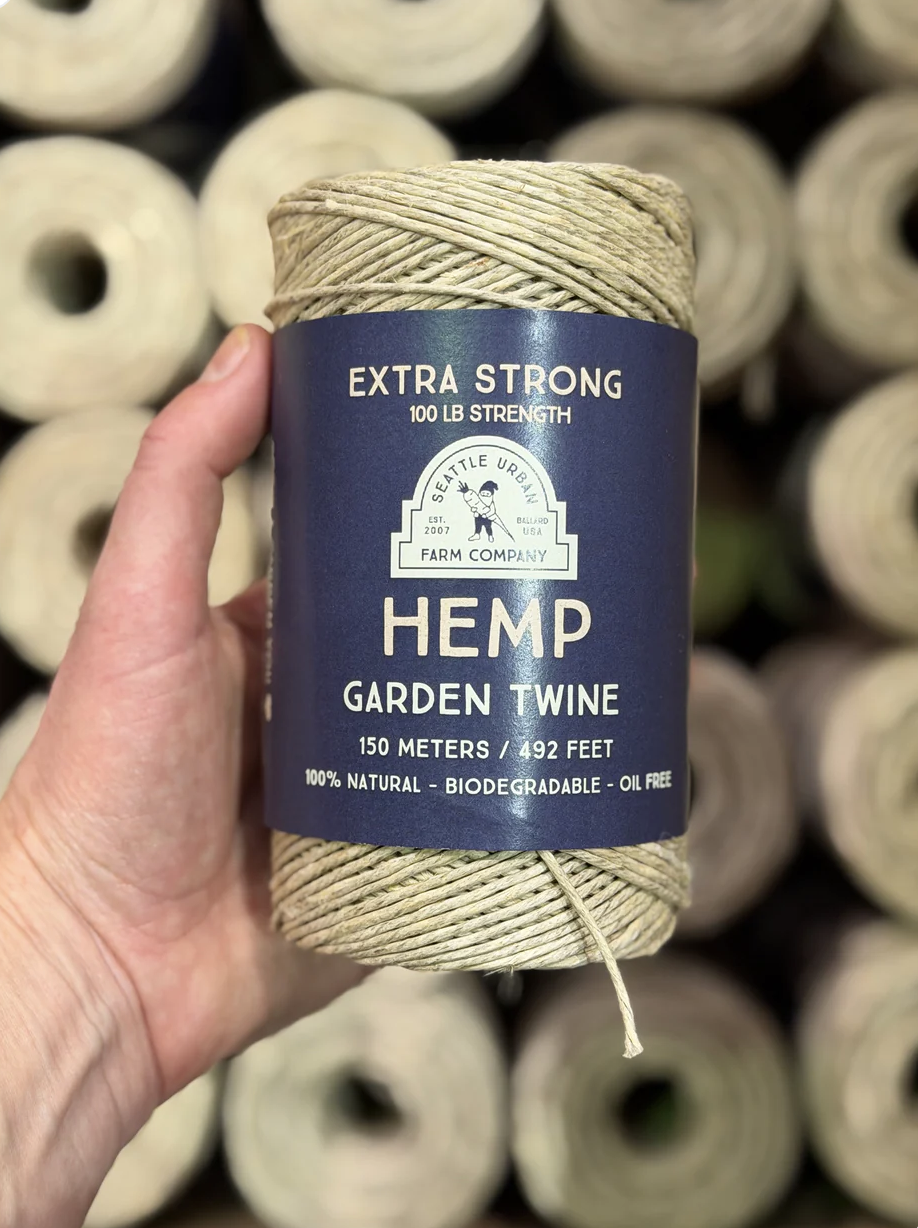 EXTRA STRONG
100 LB STRENGTH
SEATTLE URBAN
EST.
2007
BALLARD
USA
FARM COMPANY
HEMP
GARDEN TWINE
150 METERS / 492 FEET
100% NATURAL - BIODEGRADABLE - OIL FREE